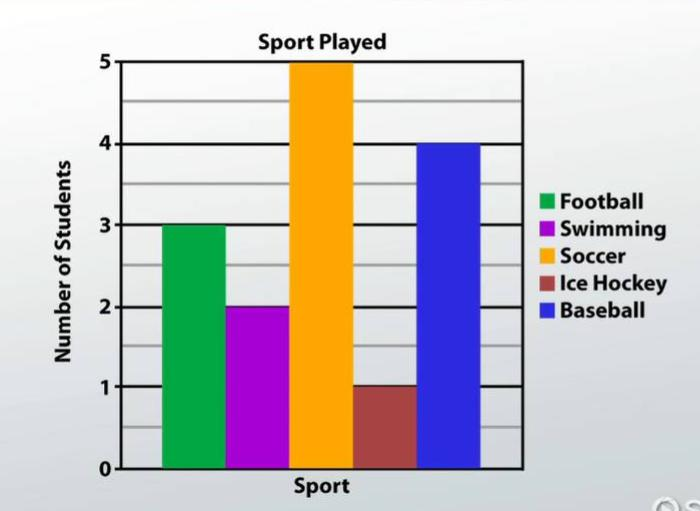 Sport Played
5
4
3
2
1
0
Number of Students
Sport
Football
Swimming
Soccer
Ice Hockey
Baseball